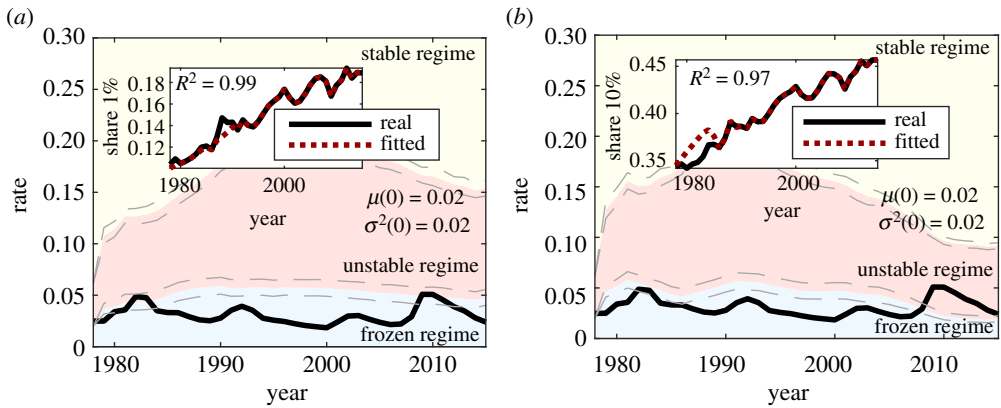 (a)
0.30
0.25
0.20
0.15
0.10
0.05
0
rate
stable regime
R² = 0.99
0.18
0.16
0.14
0.12
share 1%
1980
2000
year
real
fitted
μ(0) = 0.02
σ²(0) = 0.02
unstable regime
frozen regime
1980
1990
2000
2010
year
(b)
0.30
0.25
0.20
0.15
0.10
0.05
0
rate
stable regime
R² = 0.97
0.45
0.40
0.35
share 10%
1980
2000
year
real
fitted
μ(0) = 0.02
σ²(0) = 0.02
unstable regime
frozen regime
1980
1990
2000
2010
year